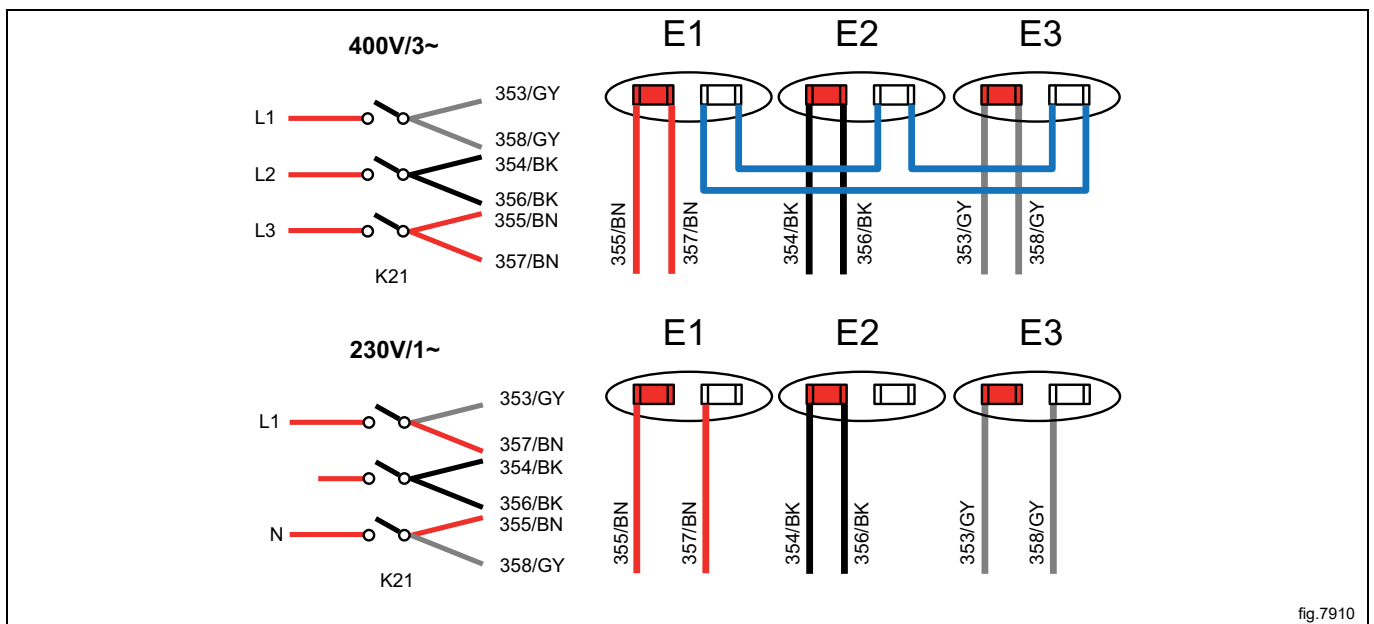 400V/3~
E1 E2 E3
L1
353/GY
358/GY
L2
354/BK
356/BK
L3
355/BN
357/BN
K21
355/BN
357/BN
354/BK
356/BK
353/GY
358/GY
230V/1~
E1 E2 E3
L1
353/GY
357/BN
354/BK
356/BK
N
355/BN
358/GY
K21
355/BN
357/BN
354/BK
356/BK
353/GY
358/GY
fig.7910